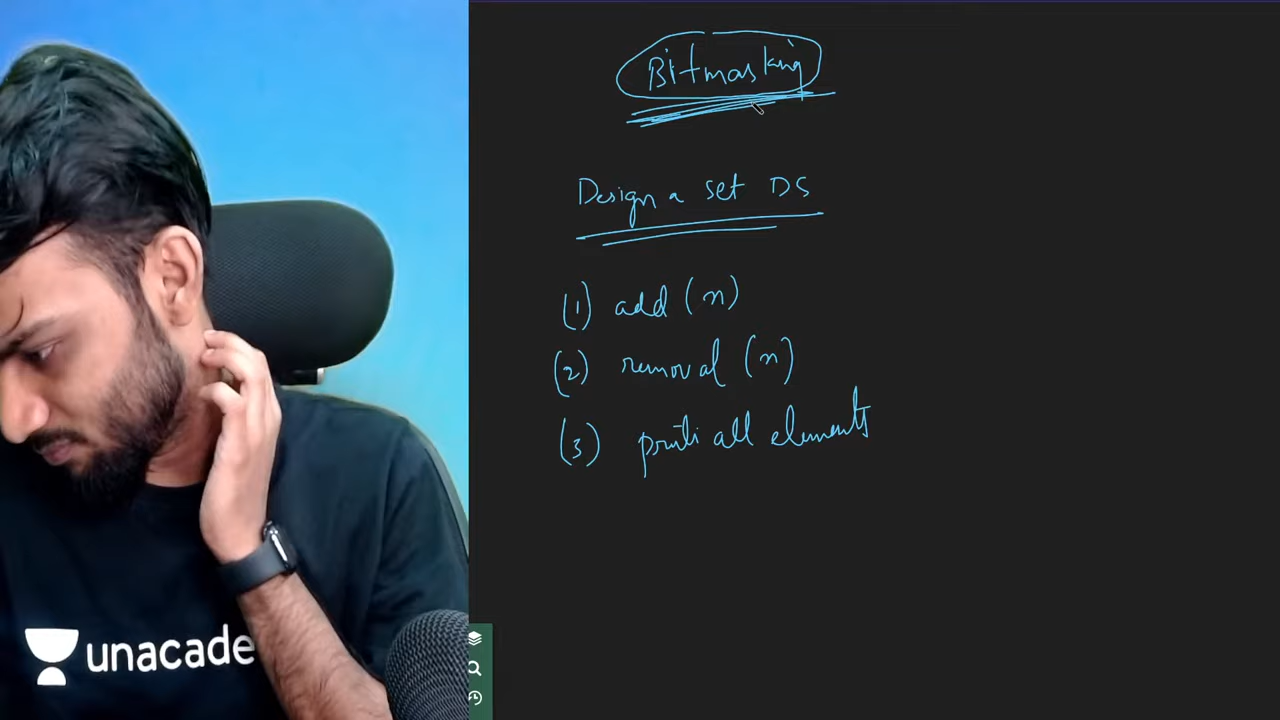 Bitmasking
Design a set DS
(1) add (n)
(2) removal (n)
(3) print all elements
unacade